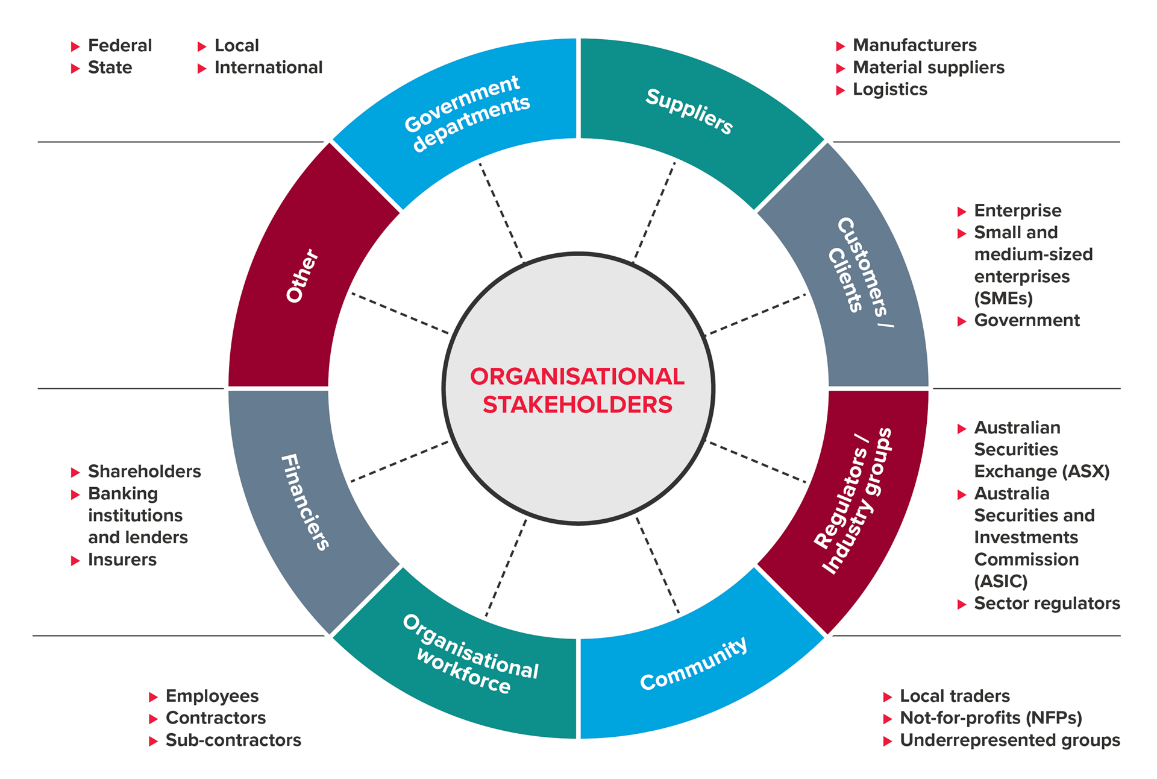 Federal
State
Local
International
Government
departments
Suppliers
Manufacturers
Material suppliers
Logistics
Customers /
Clients
Enterprise
Small and
medium-sized
enterprises
(SMEs)
Government
Other
ORGANISATIONAL
STAKEHOLDERS
Regulators /
Industry groups
Australian
Securities
Exchange (ASX)
Australia
Securities and
Investments
Commission
(ASIC)
Sector regulators
Financiers
Shareholders
Banking
institutions
and lenders
Insurers
Organisational
workforce
Employees
Contractors
Sub-contractors
Community
Local traders
Not-for-profits (NFPs)
Underrepresented groups